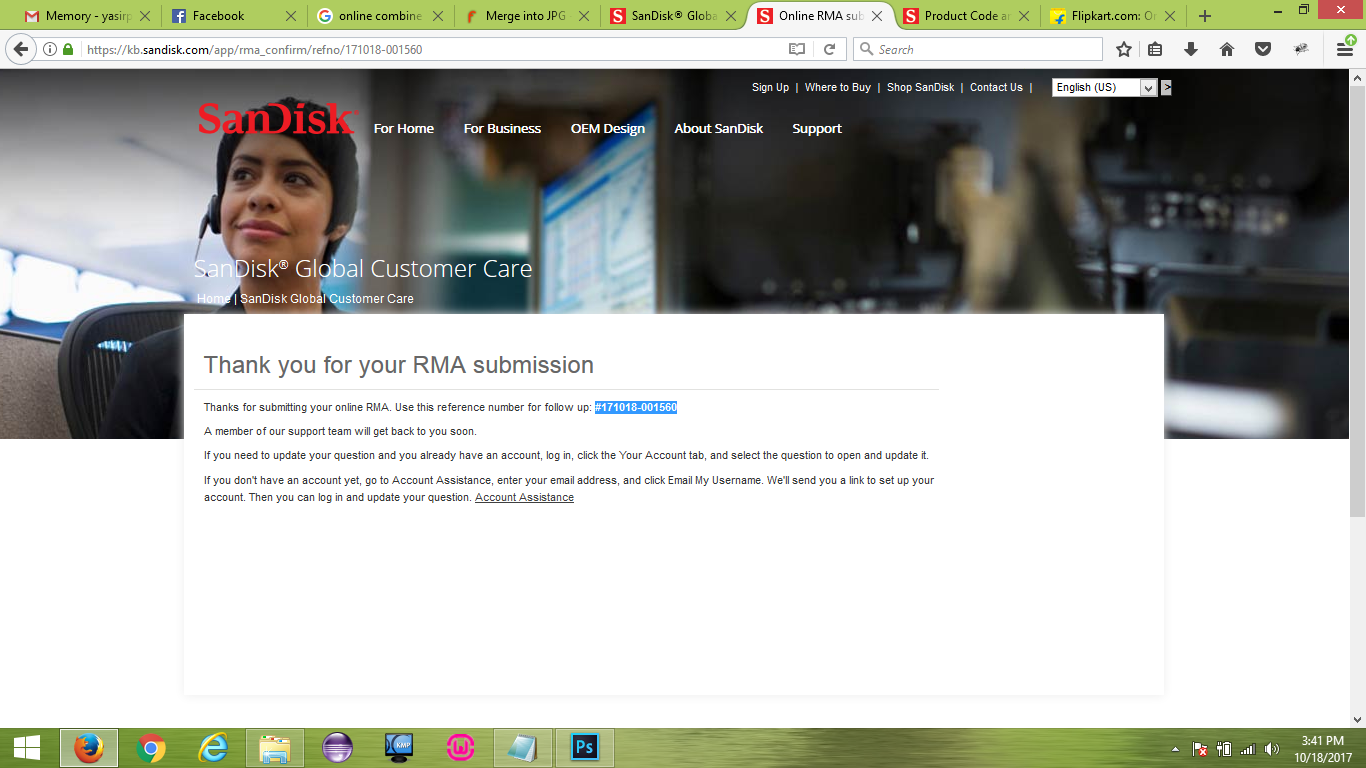 Memory - yasirp
Facebook
online combine
Merge into JPG
SanDisk® Globa
Online RMA sub
Product Code a
Flipkart.com: O
https://kb.sandisk.com/app/rma_confirm/refno/171018-001560
Search
Sign Up | Where to Buy | Shop SanDisk | Contact Us |
English (US)
>
SanDisk
For Home
For Business
OEM Design
About SanDisk
Support
SanDisk® Global Customer Care
Home | SanDisk Global Customer Care
Thank you for your RMA submission
Thanks for submitting your online RMA. Use this reference number for follow up: #171018-001560
A member of our support team will get back to you soon.
If you need to update your question and you already have an account, log in, click the Your Account tab, and select the question to open and update it.
If you don't have an account yet, go to Account Assistance, enter your email address, and click Email My Username. We'll send you a link to set up your
account. Then you can log in and update your question. Account Assistance
KMP
Ps
3:41 PM
10/18/2017